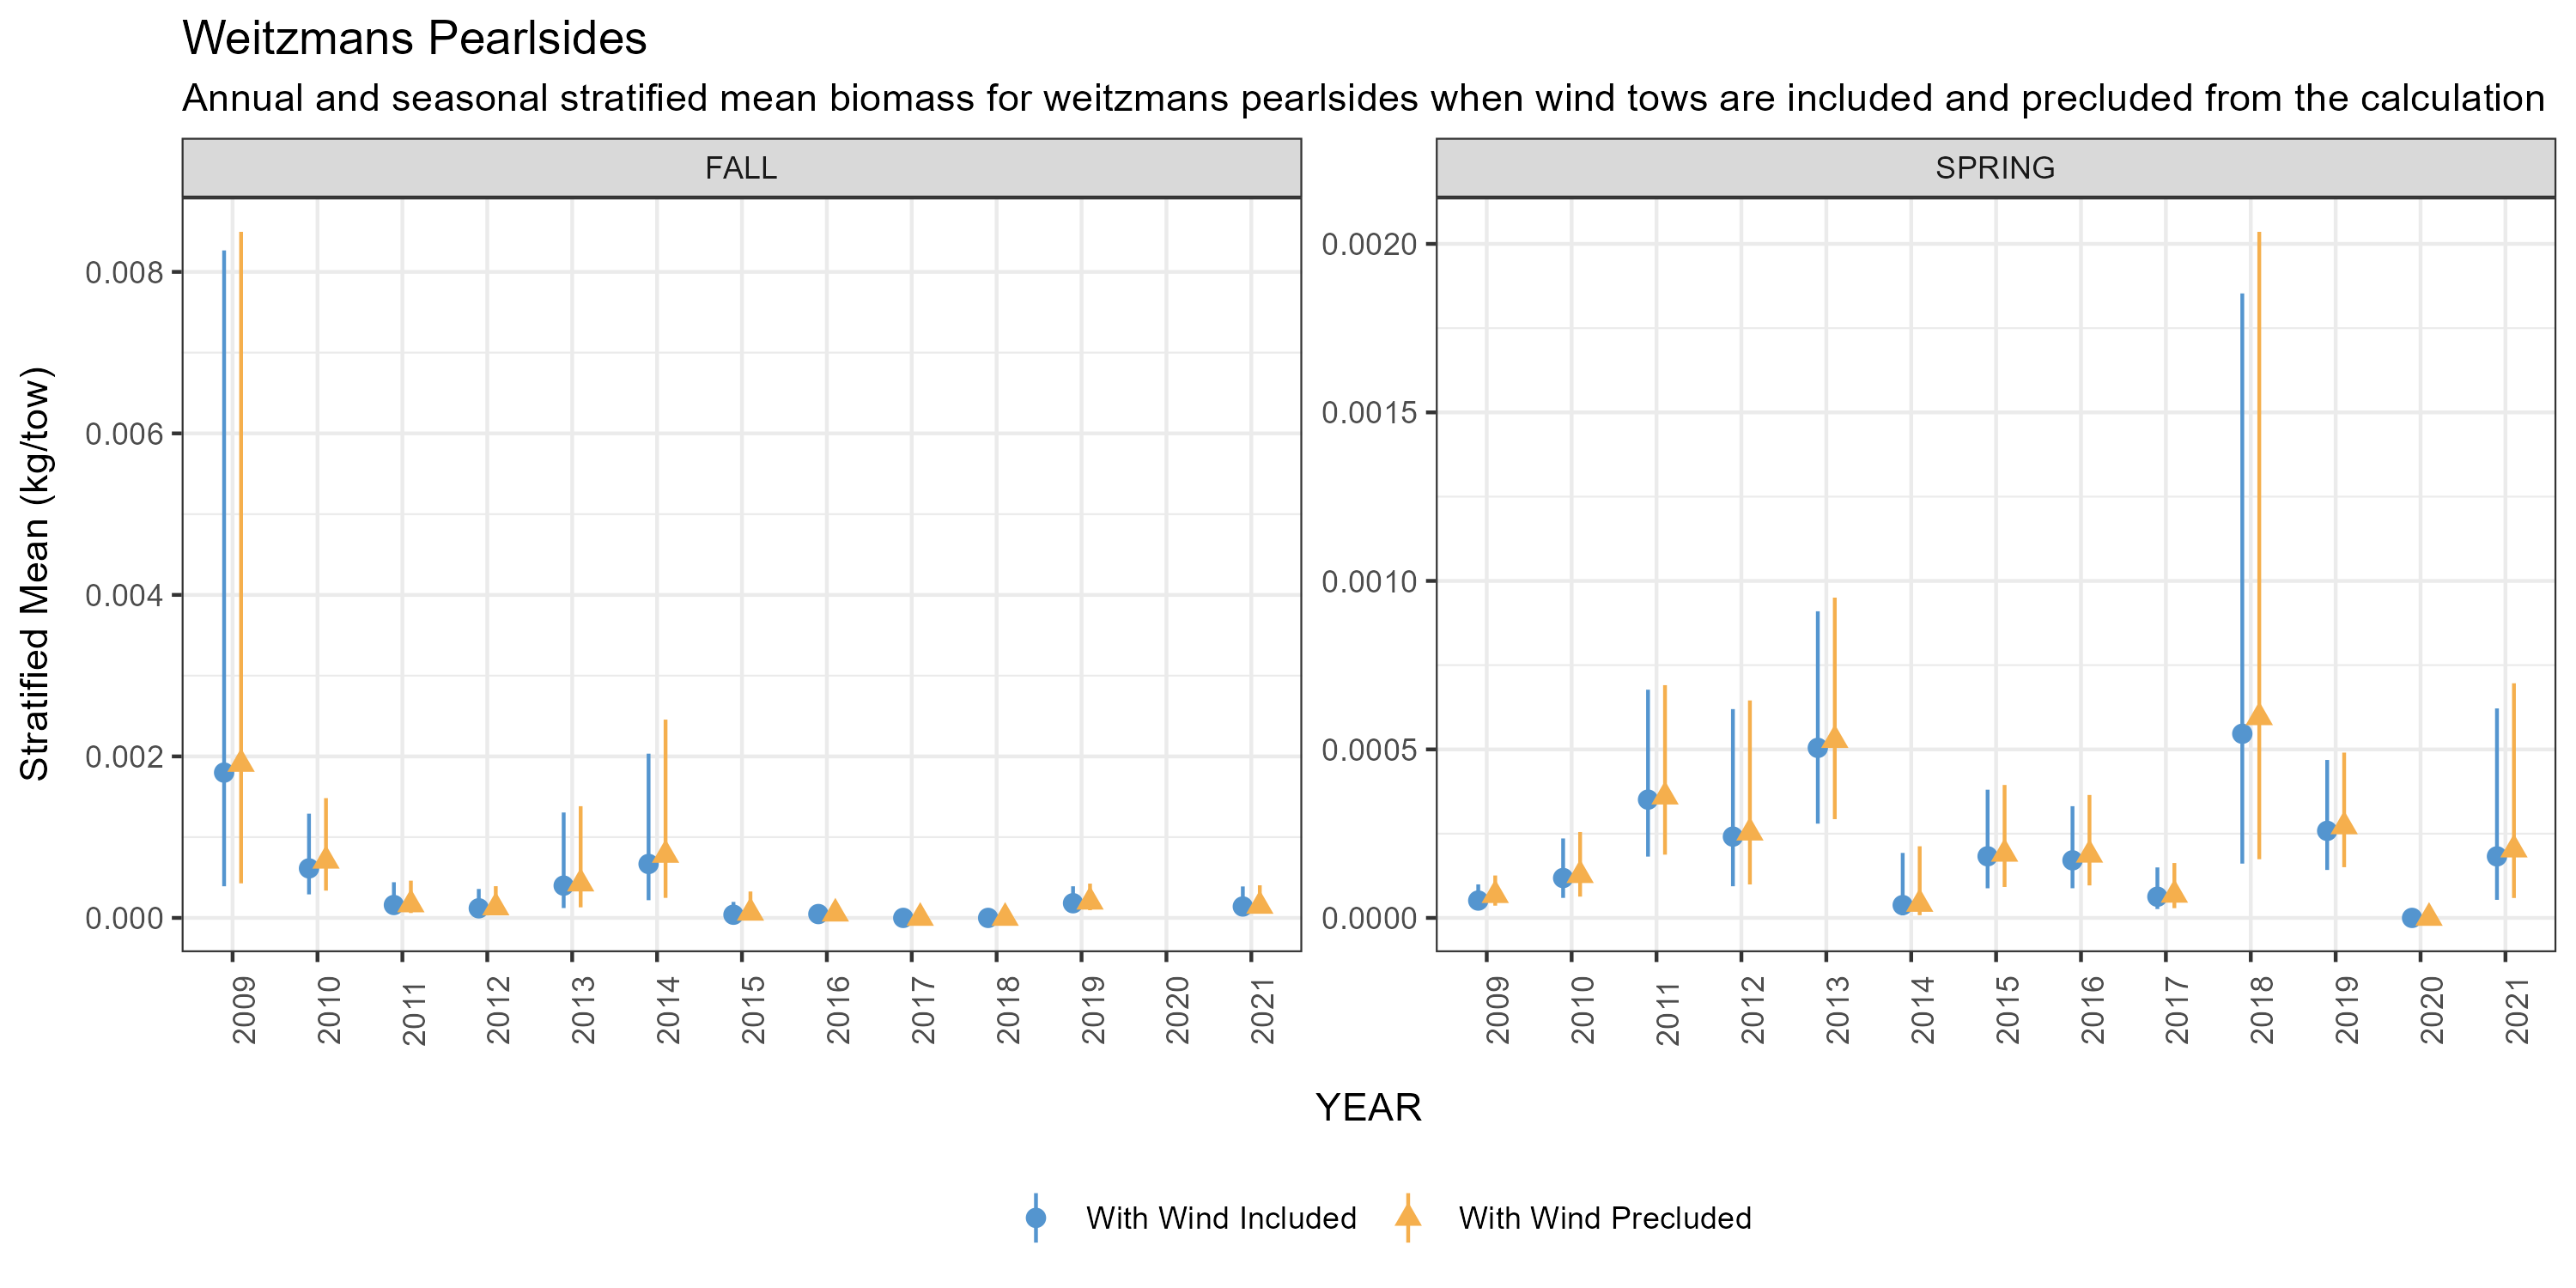 Weitzmans Pearlsides
Annual and seasonal stratified mean biomass for weitzmans pearlsides when wind tows are included and precluded from the calculation
FALL
SPRING
Stratified Mean (kg/tow)
0.008
0.006
0.004
0.002
0.000
0.0020
0.0015
0.0010
0.0005
0.0000
2009 2010 2011 2012 2013 2014 2015 2016 2017 2018 2019 2020 2021
2009 2010 2011 2012 2013 2014 2015 2016 2017 2018 2019 2020 2021
YEAR
With Wind Included
With Wind Precluded